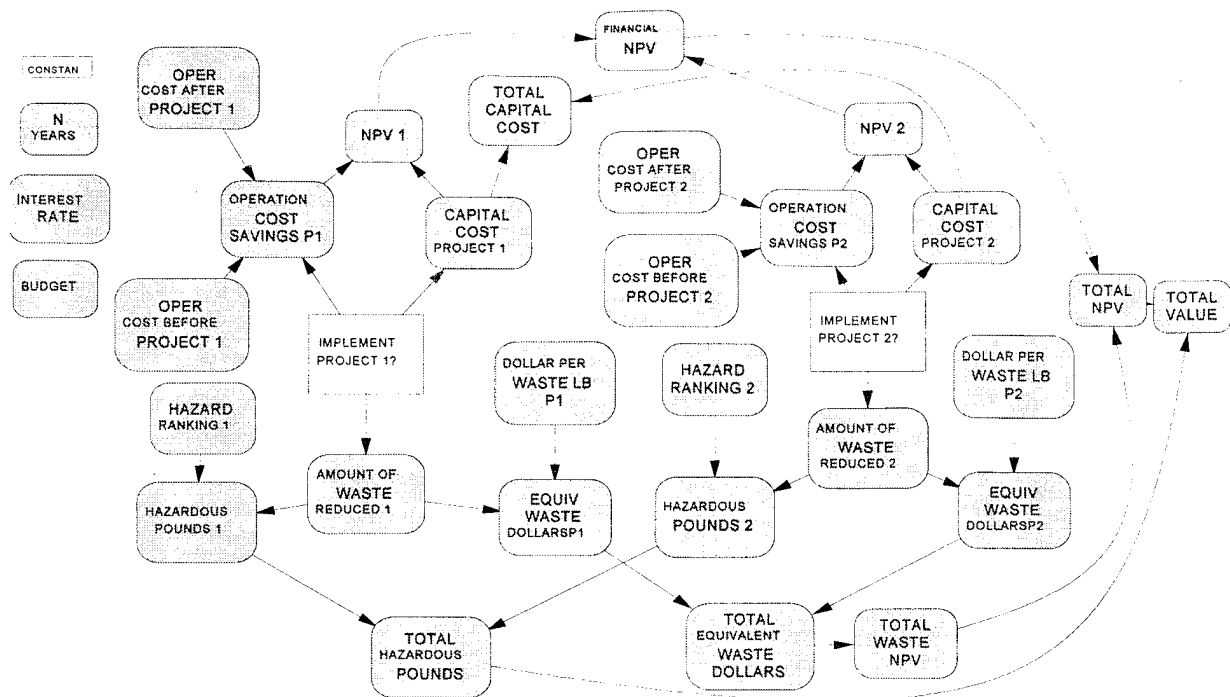 FINANCIAL
NPV
CONSTAN
OPER
COST AFTER
PROJECT 1
N
YEARS
TOTAL
CAPITAL
COST
NPV 1
NPV 2
OPER
COST AFTER
PROJECT 2
INTEREST
RATE
OPERATION
COST
SAVINGS P1
CAPITAL
COST
PROJECT 1
OPERATION
COST
SAVINGS P2
CAPITAL
COST
PROJECT 2
BUDGET
OPER
COST BEFORE
PROJECT 1
OPER
COST BEFORE
PROJECT 2
TOTAL
NPV
TOTAL
VALUE
IMPLEMENT
PROJECT 1?
IMPLEMENT
PROJECT 2?
HAZARD
RANKING 1
DOLLAR PER
WASTE LB
P1
HAZARD
RANKING 2
DOLLAR PER
WASTE LB
P2
AMOUNT OF
WASTE
REDUCED 2
HAZARDOUS
POUNDS 1
AMOUNT OF
WASTE
REDUCED 1
EQUIV
WASTE
DOLLARSP1
HAZARDOUS
POUNDS 2
EQUIV
WASTE
DOLLARSP2
TOTAL
HAZARDOUS
POUNDS
TOTAL
EQUIVALENT
WASTE
DOLLARS
TOTAL
WASTE
NPV